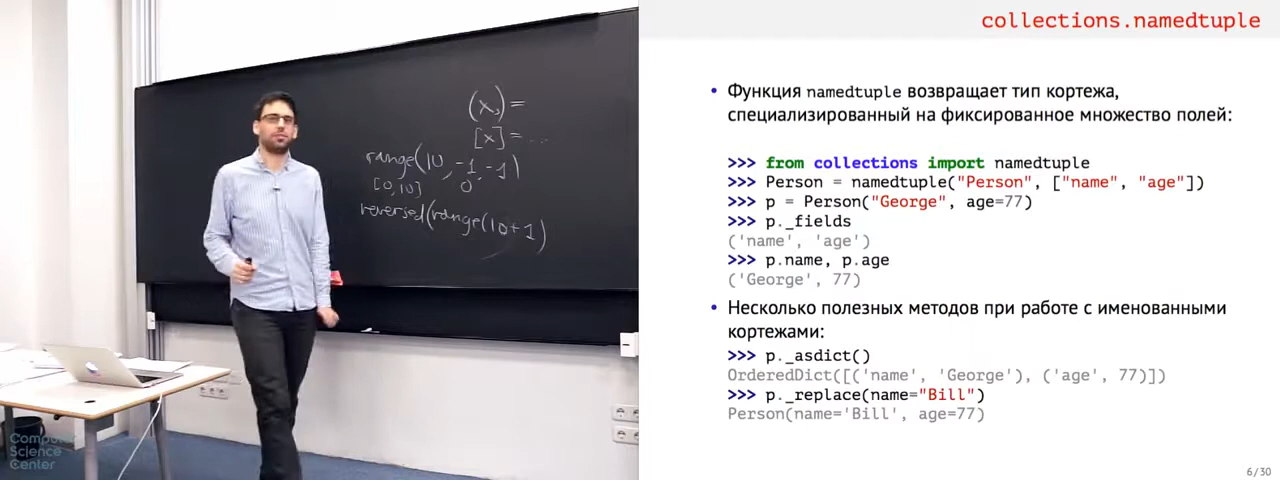 (x,) =
[x] = ...
range(10, -1, -1)
[0, 10] 0
reversed(range(10+1)
Computer
Science
Center
collections.namedtuple
• Функция namedtuple возвращает тип кортежа,
специализированный на фиксированное множество полей:
>>> from collections import namedtuple
>>> Person = namedtuple("Person", ["name", "age"])
>>> p = Person("George", age=77)
>>> p._fields
('name', 'age')
>>> p.name, p.age
('George', 77)
• Несколько полезных методов при работе с именованными
кортежами:
>>> p._asdict()
OrderedDict([('name', 'George'), ('age', 77)])
>>> p._replace(name="Bill")
Person(name='Bill', age=77)
6/30